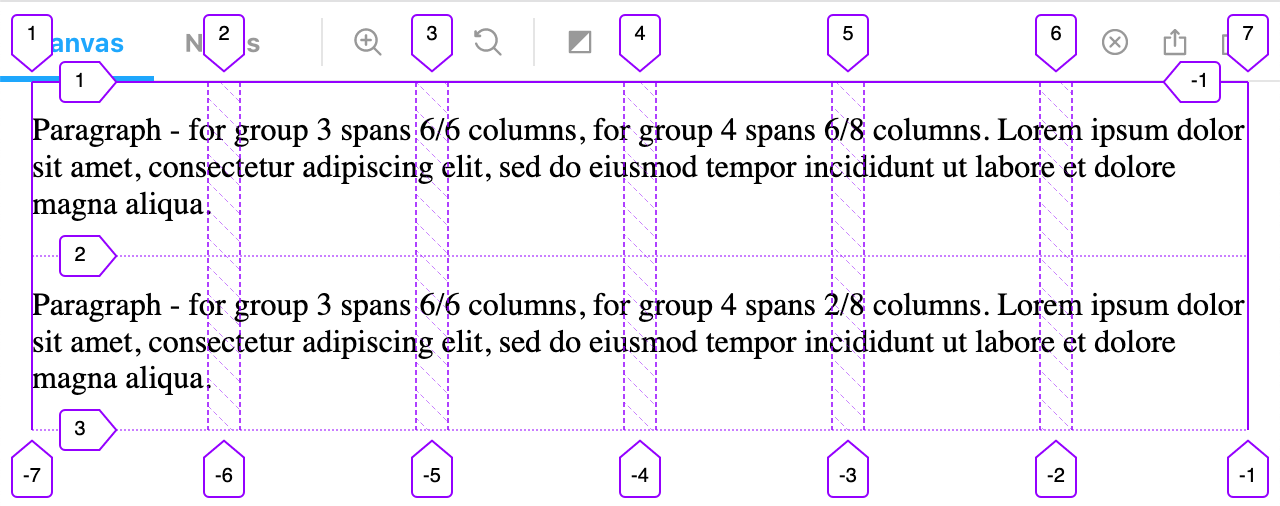 1 2 3 4 5 6 7
anvas N s
1 -1
Paragraph - for group 3 spans 6/6 columns, for group 4 spans 6/8 columns. Lorem ipsum dolor
sit amet, consectetur adipiscing elit, sed do eiusmod tempor incididunt ut labore et dolore
magna aliqua.
2
Paragraph - for group 3 spans 6/6 columns, for group 4 spans 2/8 columns. Lorem ipsum dolor
sit amet, consectetur adipiscing elit, sed do eiusmod tempor incididunt ut labore et dolore
magna aliqua.
3
-7 -6 -5 -4 -3 -2 -1